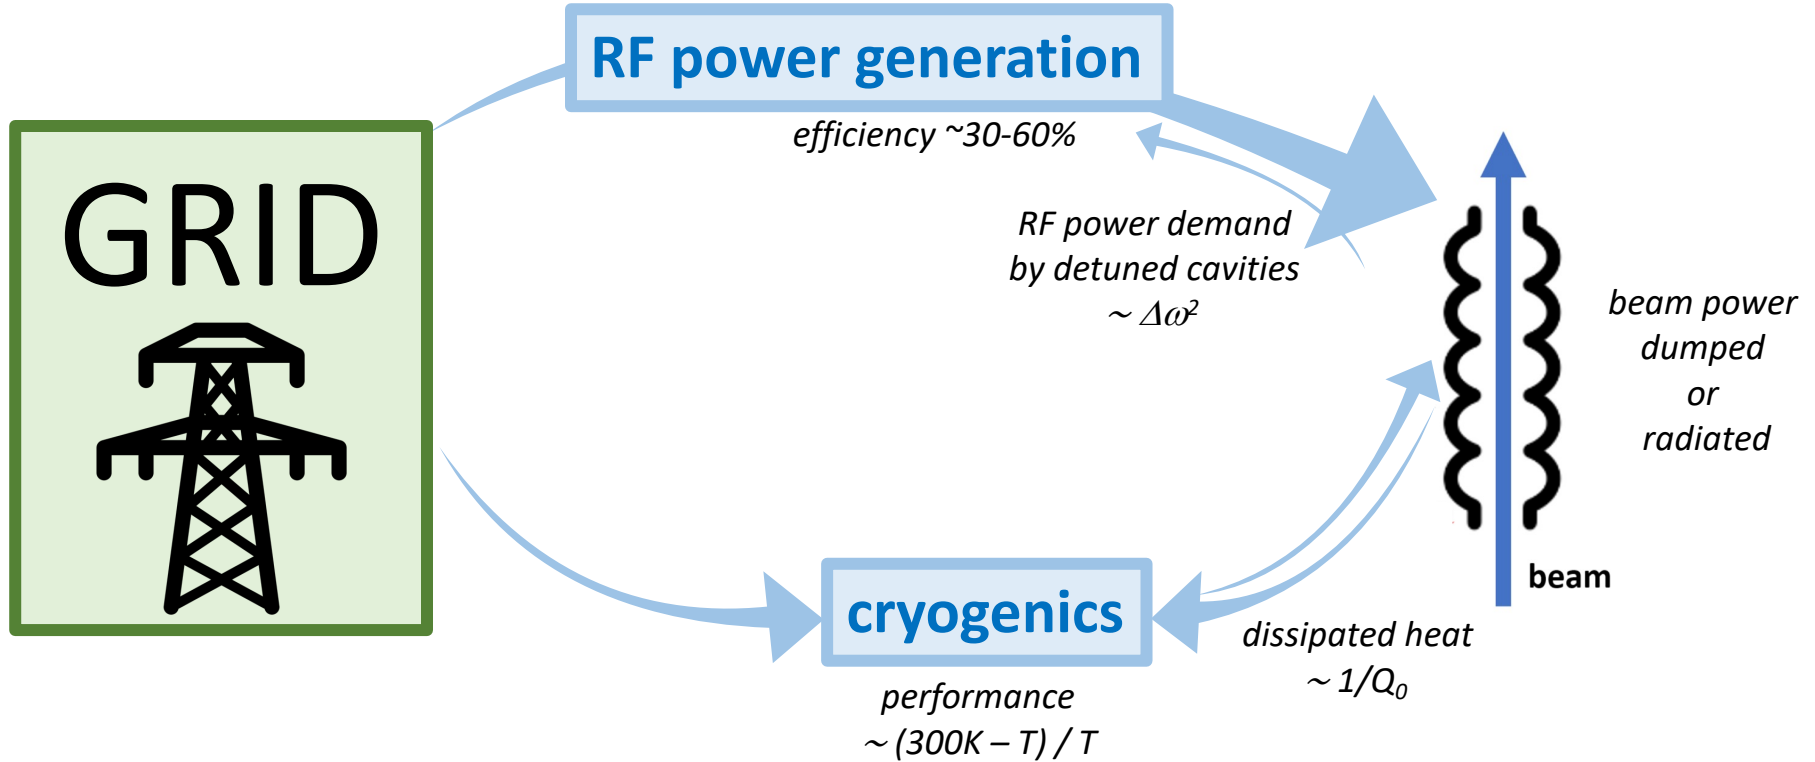 RF power generation
efficiency ~30-60%
GRID
RF power demand
by detuned cavities
~ Δω²
beam power
dumped
or
radiated
beam
cryogenics
dissipated heat
~ 1/Q₀
performance
~ (300K – T) / T